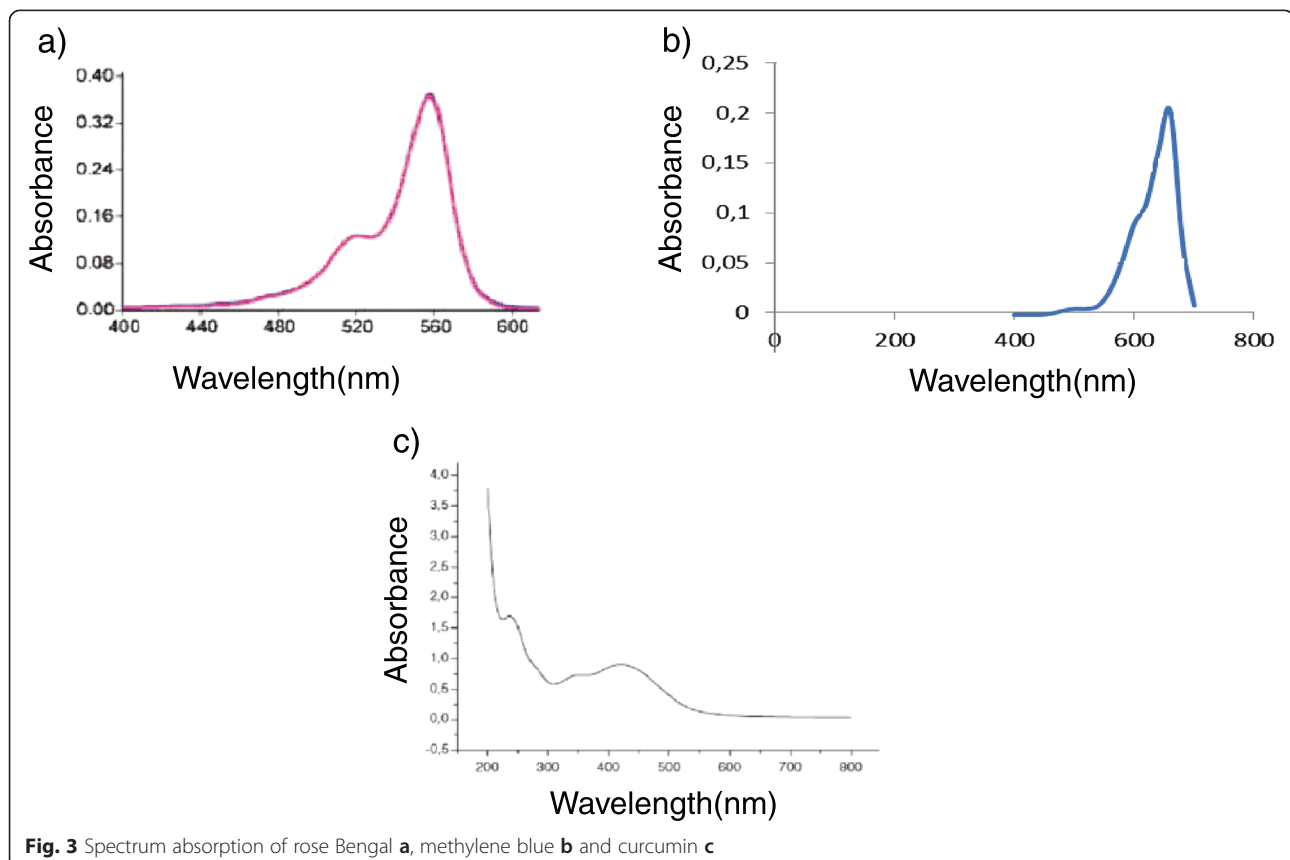 a)
0.40
0.32
0.24
0.16
0.08
0.00
Absorbance
400 440 480 520 560 600
Wavelength(nm)
b)
0,25
0,2
0,15
0,1
0,05
0
Absorbance
0 200 400 600 800
Wavelength(nm)
c)
4,0
3,5
3,0
2,5
2,0
1,5
1,0
0,5
0,0
-0,5
Absorbance
200 300 400 500 600 700 800
Wavelength(nm)
Fig. 3 Spectrum absorption of rose Bengal a, methylene blue b and curcumin c